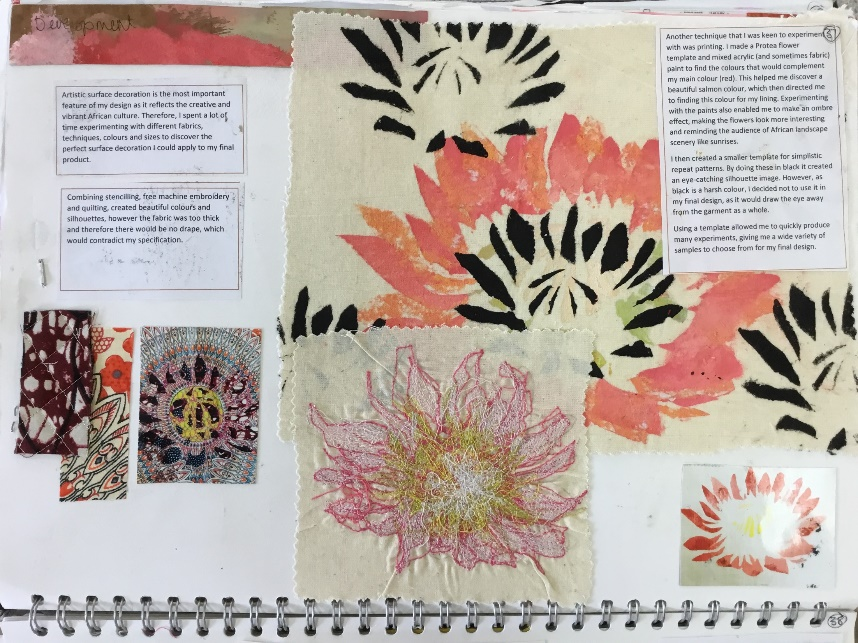 Development
Artistic surface decoration is the most important
feature of my design as it reflects the creative and
vibrant African culture. Therefore, I spent a lot of
time experimenting with different fabrics,
techniques, colours and sizes to discover the
perfect surface decoration I could apply to my final
product.
Combining stencilling, free machine embroidery
and quilting, created beautiful colours and
silhouettes, however the fabric was too thick
and therefore there would be no drape, which
would contradict my specification.
Another technique that I was keen to experiment
with was printing. I made a Protea flower
template and mixed acrylic (and sometimes fabric)
paint to find the colours that would complement
my main colour (red). This helped me discover a
beautiful salmon colour, which then directed me
to finding this colour for my lining. Experimenting
with the paints also enabled me to make an ombre
effect, making the flowers look more interesting
and reminding the audience of African landscape
scenery like sunrises.
I then created a smaller template for simplistic
repeat patterns. By doing these in black it created
an eye-catching silhouette image. However, as
black is a harsh colour, I decided not to use it in
my final design, as it would draw the eye away
from the garment as a whole.
Using a template allowed me to quickly produce
many experiments, giving me a wide variety of
samples to choose from for my final design.
38